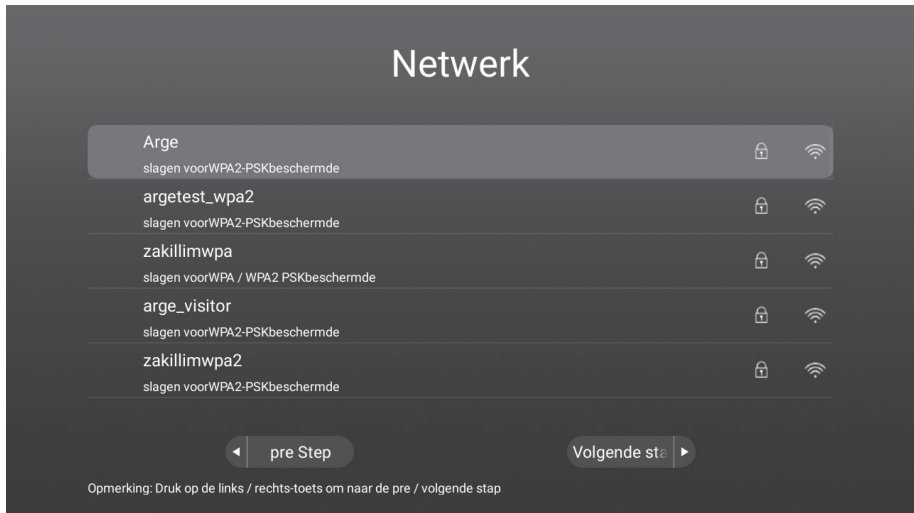 Netwerk
Arge
slagen voorWPA2-PSKbeschermde
argetest_wpa2
slagen voorWPA2-PSKbeschermde
zakillimwpa
slagen voorWPA / WPA2 PSKbeschermde
arge_visitor
slagen voorWPA2-PSKbeschermde
zakillimwpa2
slagen voorWPA2-PSKbeschermde
pre Step
Volgende sta
Opmerking: Druk op de links / rechts-toets om naar de pre / volgende stap